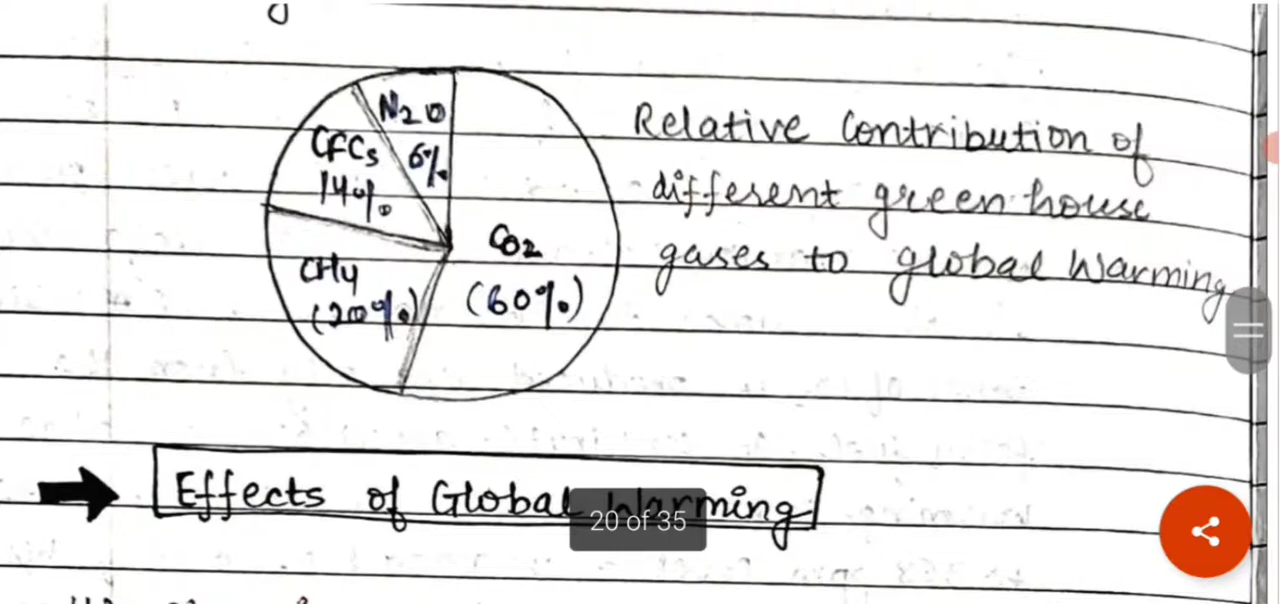 N2O
6%
CFCs
14%
CO2
(60%)
CH4
(20%)
Relative Contribution of
different green house
gases to global warming
Effects of Global Warming
20 of 35